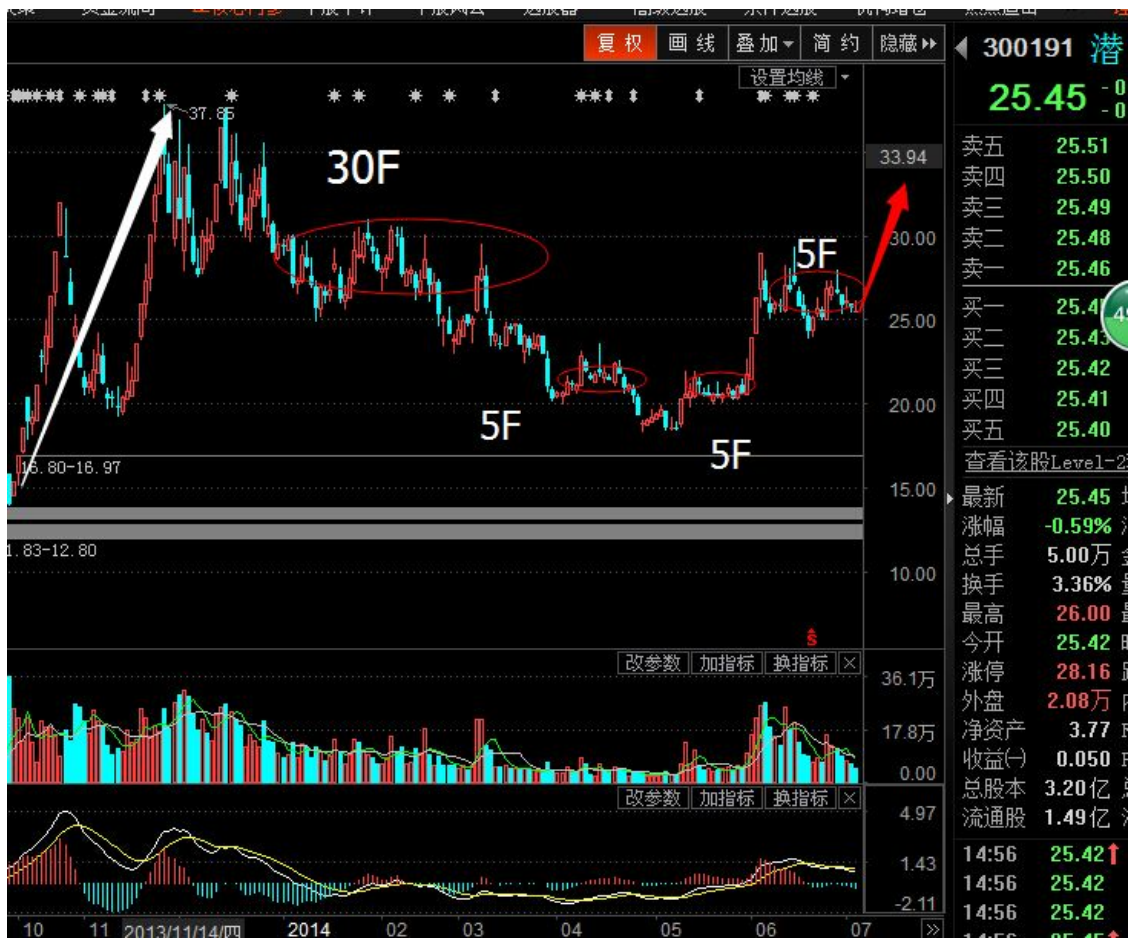 复权 画线 叠加 简约 隐藏
300191 潜
设置均线
25.45
37.85
30F
33.94
30.00
5F
25.00
20.00
5F
5F
16.80-16.97
15.00
1.83-12.80
10.00
S
卖五 25.51
卖四 25.50
卖三 25.49
卖二 25.48
卖一 25.46
买一 25.4
买二 25.43
买三 25.42
买四 25.41
买五 25.40
查看该股Level-2
最新 25.45
涨幅 -0.59%
总手 5.00万
换手 3.36%
最高 26.00
今开 25.42
涨停 28.16
外盘 2.08万
净资产 3.77
收益(一) 0.050
总股本 3.20亿
流通股 1.49亿
14:56 25.42
14:56 25.42
14:56 25.42
改参数 加指标 换指标
36.1万
17.8万
0.00
改参数 加指标 换指标
4.97
1.43
-2.11
10 11 2013/11/14/四 2014 02 03 04 05 06 07